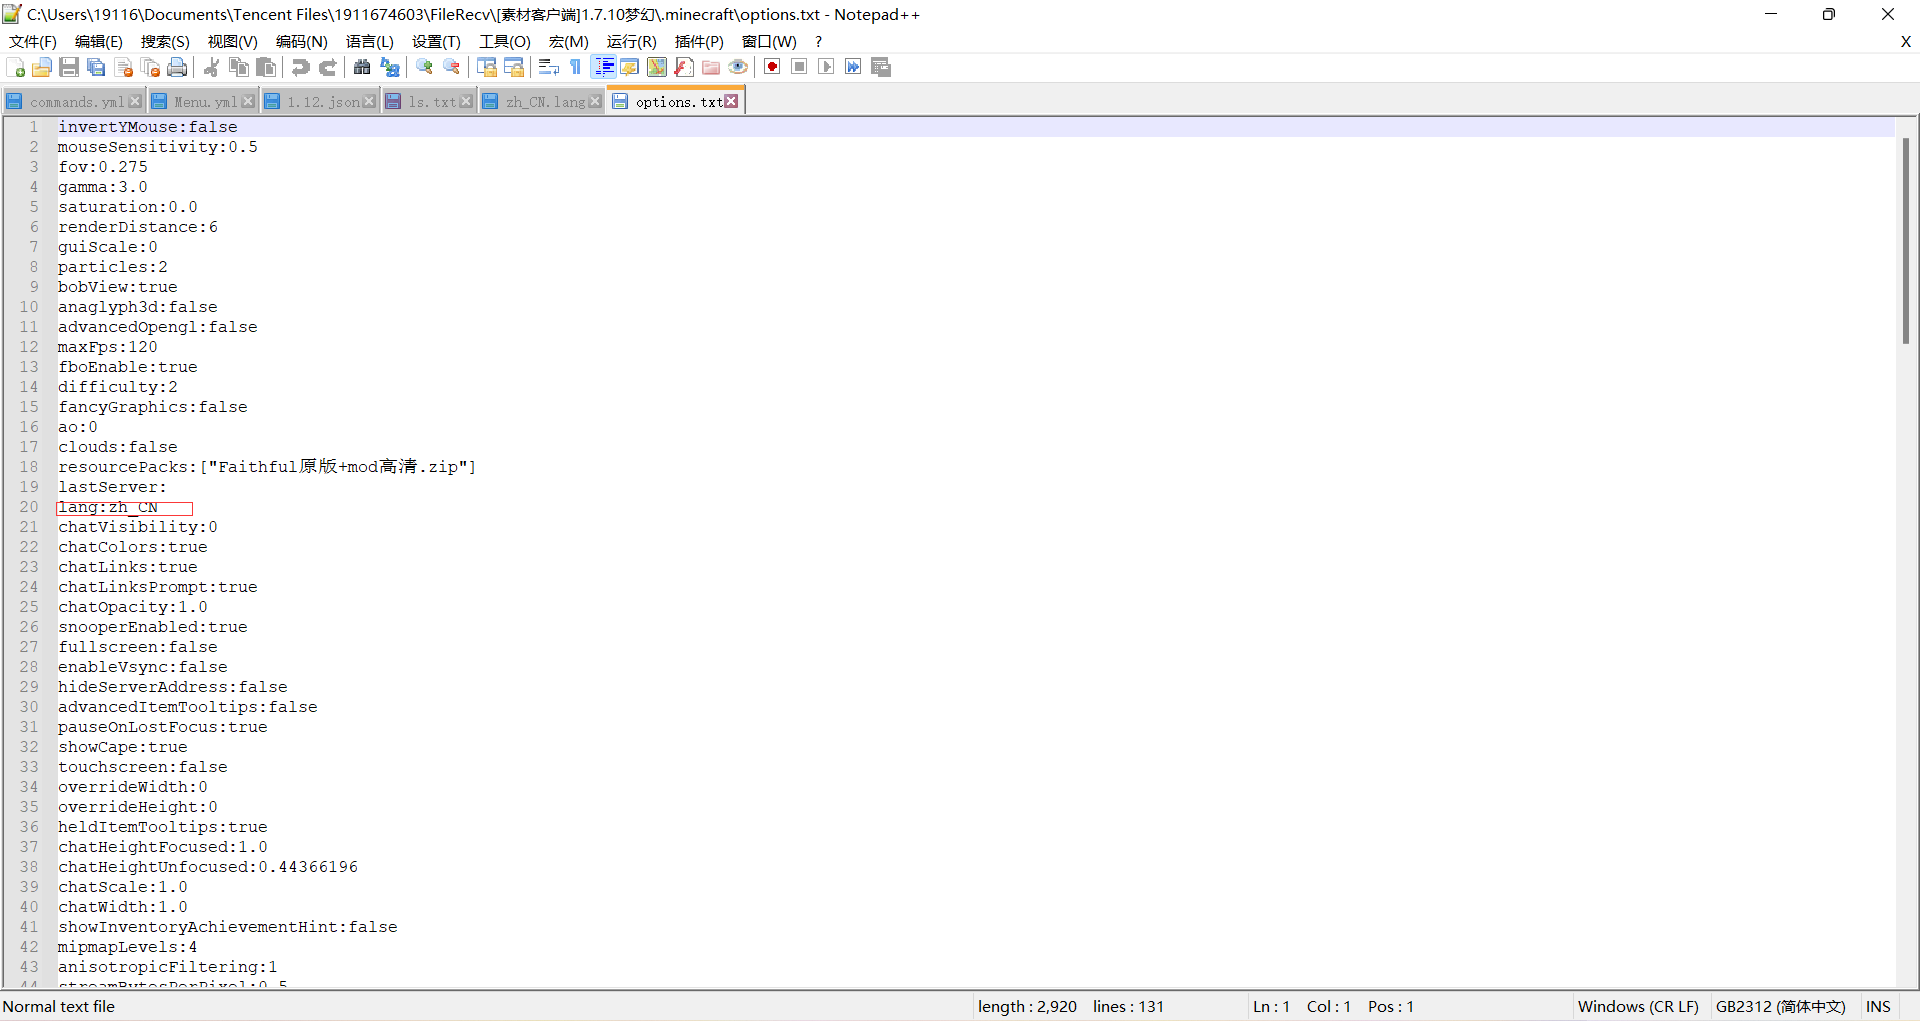 C:\Users\19116\Documents\Tencent Files\1911674603\FileRecv\[素材客户端]1.7.10梦幻\.minecraft\options.txt - Notepad++
文件(F) 编辑(E) 搜索(S) 视图(V) 编码(N) 语言(L) 设置(T) 工具(O) 宏(M) 运行(R) 插件(P) 窗口(W) ? X
commands.yml Menu.yml 1.12.json ls.txt zh_CN.lang options.txt
1 invertYMouse:false
2 mouseSensitivity:0.5
3 fov:0.275
4 gamma:3.0
5 saturation:0.0
6 renderDistance:6
7 guiScale:0
8 particles:2
9 bobView:true
10 anaglyph3d:false
11 advancedOpengl:false
12 maxFps:120
13 fboEnable:true
14 difficulty:2
15 fancyGraphics:false
16 ao:0
17 clouds:false
18 resourcePacks:["Faithful原版+mod高清.zip"]
19 lastServer:
20 lang:zh_CN
21 chatVisibility:0
22 chatColors:true
23 chatLinks:true
24 chatLinksPrompt:true
25 chatOpacity:1.0
26 snooperEnabled:true
27 fullscreen:false
28 enableVsync:false
29 hideServerAddress:false
30 advancedItemTooltips:false
31 pauseOnLostFocus:true
32 showCape:true
33 touchscreen:false
34 overrideWidth:0
35 overrideHeight:0
36 heldItemTooltips:true
37 chatHeightFocused:1.0
38 chatHeightUnfocused:0.44366196
39 chatScale:1.0
40 chatWidth:1.0
41 showInventoryAchievementHint:false
42 mipmapLevels:4
43 anisotropicFiltering:1
44 streamBytesPerPixel:0.5
Normal text file length : 2,920 lines : 131 Ln : 1 Col : 1 Pos : 1 Windows (CR LF) GB2312 (简体中文) INS